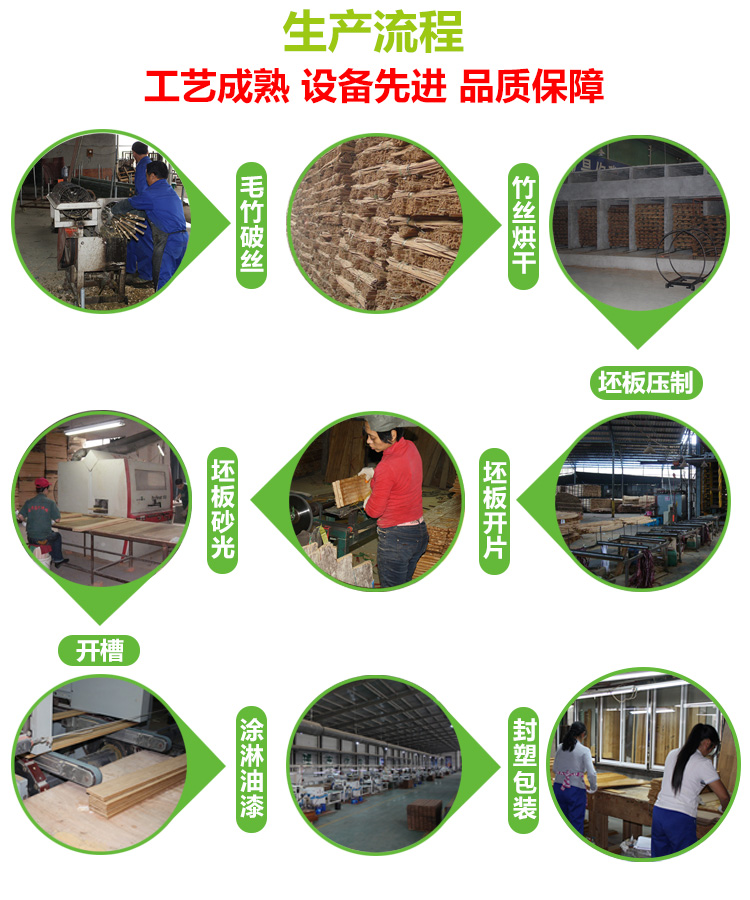 生产流程
工艺成熟 设备先进 品质保障
毛竹破丝
竹丝烘干
坯板压制
坯板开片
坯板砂光
开槽
涂淋油漆
封塑包装